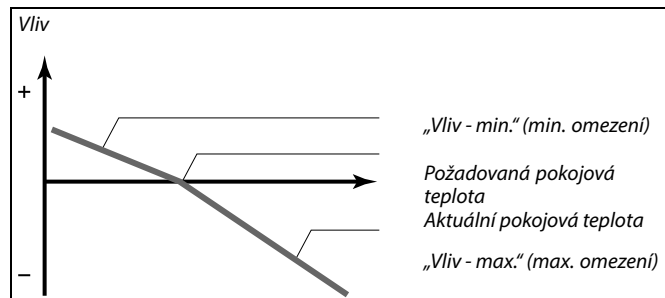 Vliv
+
„Vliv - min.“ (min. omezení)
Požadovaná pokojová
teplota
Aktuální pokojová teplota
„Vliv - max.“ (max. omezení)
−